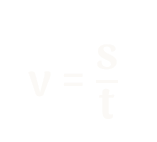 v = s/t